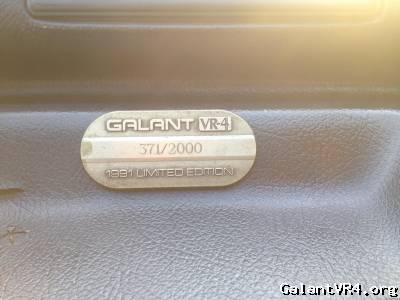 GALANT VR-4
371/2000
1991 LIMITED EDITION
GalantVR4.org